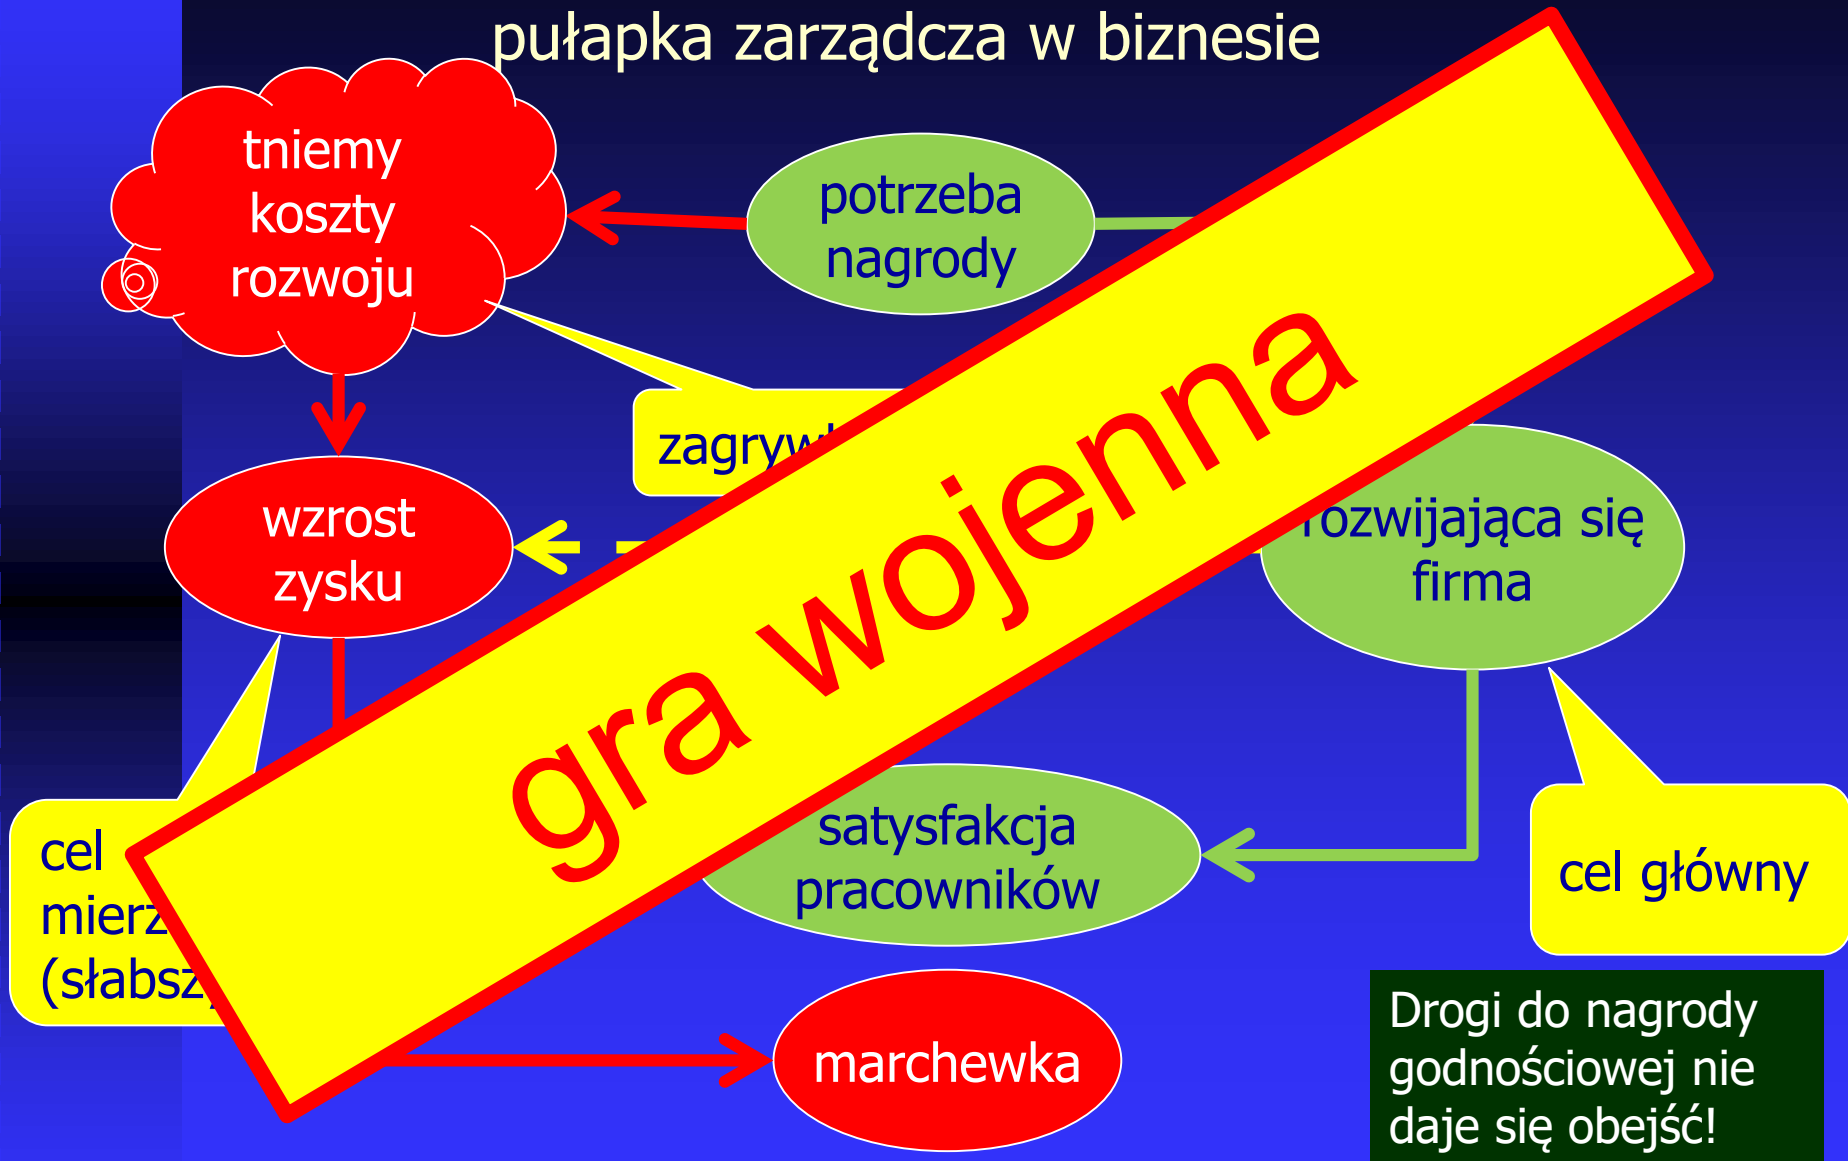 pułapka zarządcza w biznesie
tniemy
koszty
rozwoju
potrzeba
nagrody
wzrost
zysku
gra wojenna
rozwijająca się
firma
cel
satysfakcja
pracowników
cel główny
marchewka
Drogi do nagrody
godnościowej nie
daje się obejść!